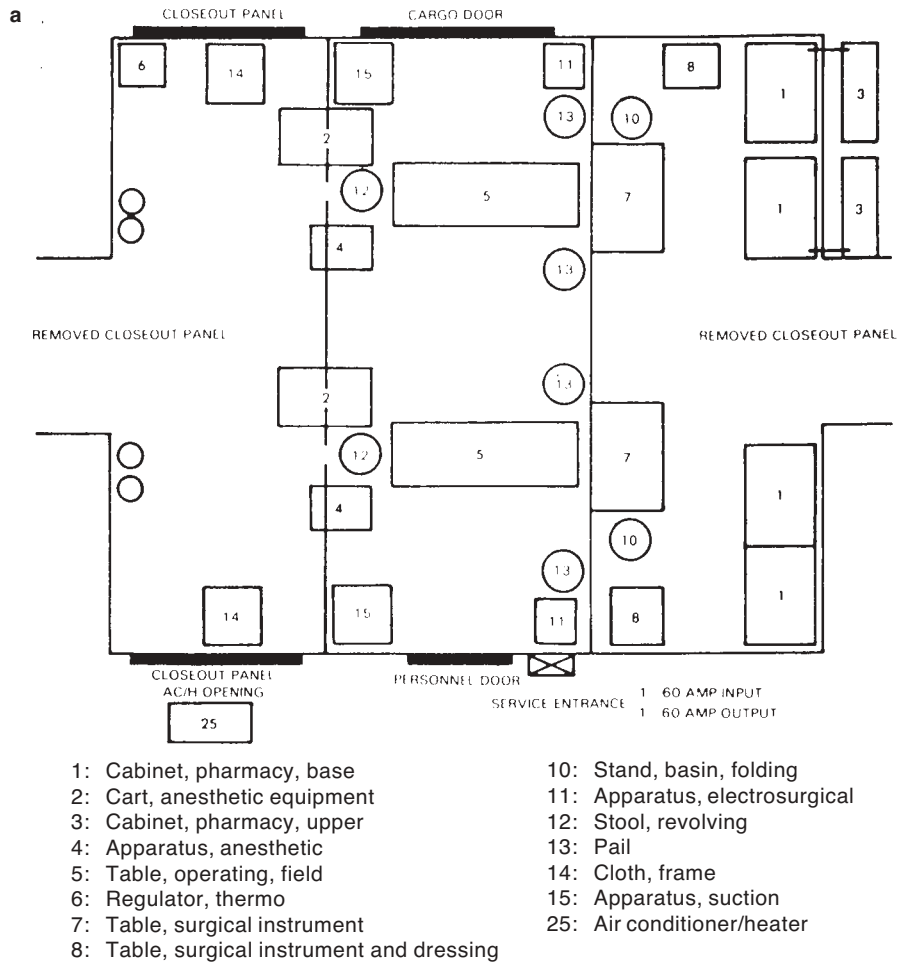 a
CLOSEOUT PANEL
CARGO DOOR
6
14
15
11
8
1
3
2
13
10
12
5
7
1
3
4
13
REMOVED CLOSEOUT PANEL
REMOVED CLOSEOUT PANEL
2
13
12
5
7
1
4
10
13
14
15
11
8
1
CLOSEOUT PANEL
AC/H OPENING
PERSONNEL DOOR
SERVICE ENTRANCE
1 60 AMP INPUT
1 60 AMP OUTPUT
25
1: Cabinet, pharmacy, base
2: Cart, anesthetic equipment
3: Cabinet, pharmacy, upper
4: Apparatus, anesthetic
5: Table, operating, field
6: Regulator, thermo
7: Table, surgical instrument
8: Table, surgical instrument and dressing
10: Stand, basin, folding
11: Apparatus, electrosurgical
12: Stool, revolving
13: Pail
14: Cloth, frame
15: Apparatus, suction
25: Air conditioner/heater